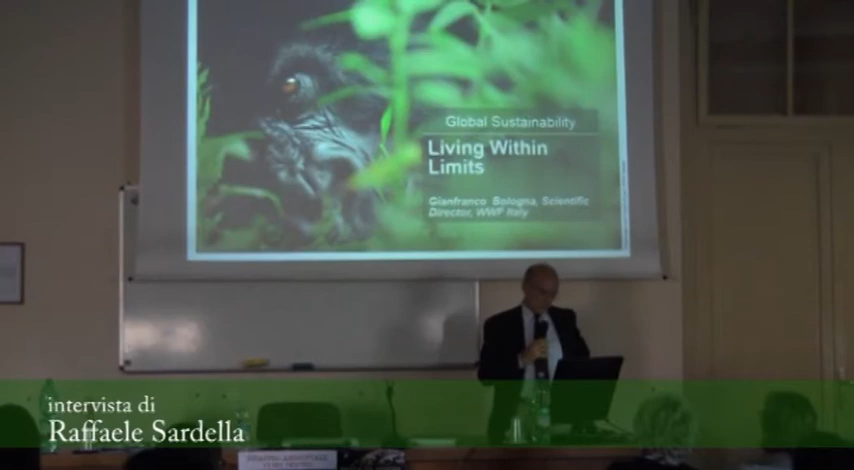 Global Sustainability
Living Within
Limits
Gianfranco Bologna, Scientific
Director, WWF Italy
intervista di
Raffaele Sardella